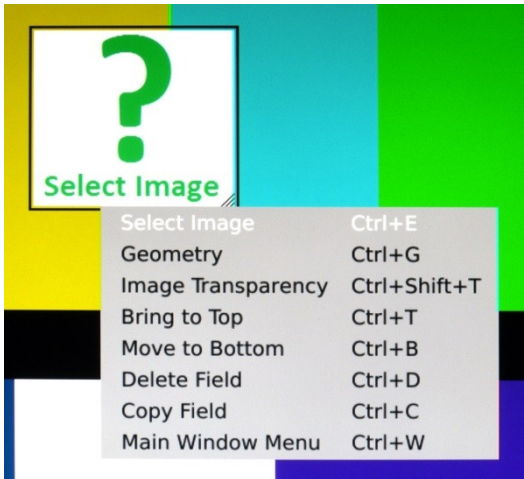 ?
Select Image
Select Image Ctrl+E
Geometry Ctrl+G
Image Transparency Ctrl+Shift+T
Bring to Top Ctrl+T
Move to Bottom Ctrl+B
Delete Field Ctrl+D
Copy Field Ctrl+C
Main Window Menu Ctrl+W